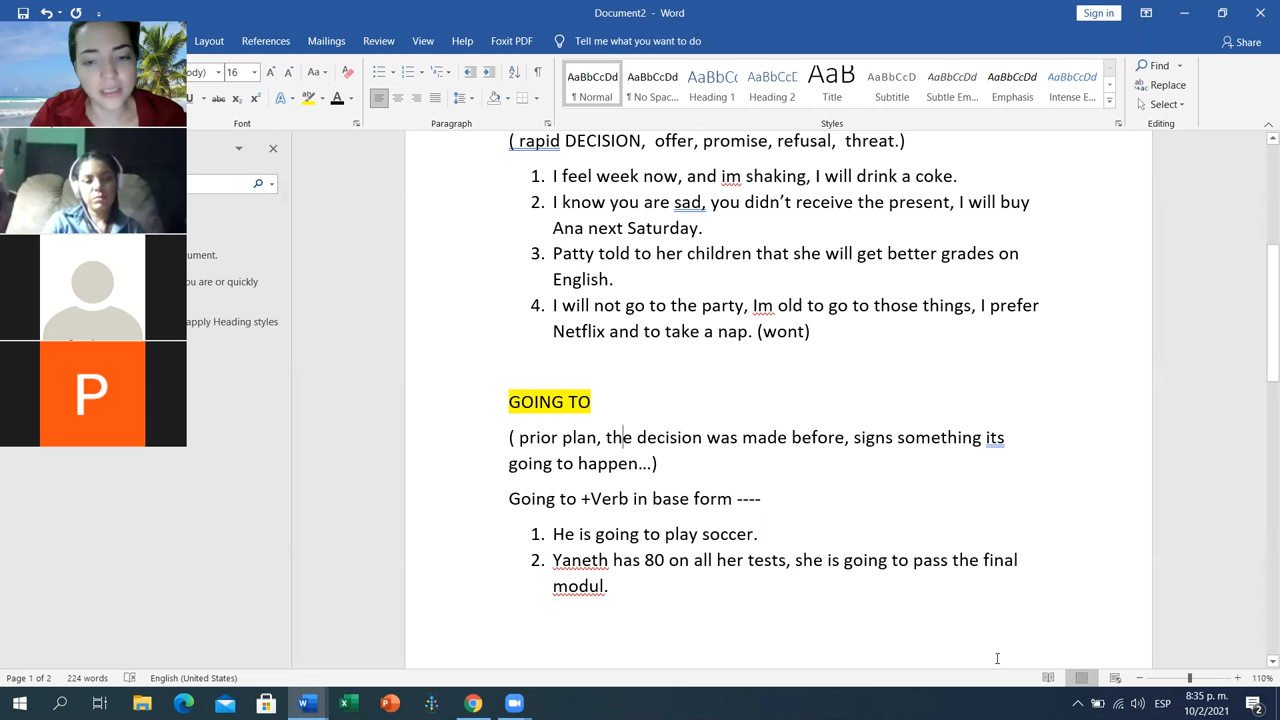 Document2 - Word
Sign in
Layout References Mailings Review View Help Foxit PDF Tell me what you want to do
Share
16
Aa
AaBbCcDd AaBbCcDd AaBbC AaBbCc AaB AaBbCcD AaBbCcDd AaBbCcDd AaBbCcDd
¶ Normal ¶ No Spac... Heading 1 Heading 2 Title Subtitle Subtle Em... Emphasis Intense E...
Find
Replace
Select
Font Paragraph Styles Editing
( rapid DECISION, offer, promise, refusal, threat.)
1. I feel week now, and im shaking, I will drink a coke.
2. I know you are sad, you didn’t receive the present, I will buy
Ana next Saturday.
3. Patty told to her children that she will get better grades on
English.
4. I will not go to the party, Im old to go to those things, I prefer
Netflix and to take a nap. (wont)
GOING TO
( prior plan, the decision was made before, signs something its
going to happen...)
Going to +Verb in base form ----
1. He is going to play soccer.
2. Yaneth has 80 on all her tests, she is going to pass the final
modul.
cument.
ou are or quickly
apply Heading styles
P
Page 1 of 2 224 words English (United States)
110%
ESP
8:35 p. m.
10/2/2021
2